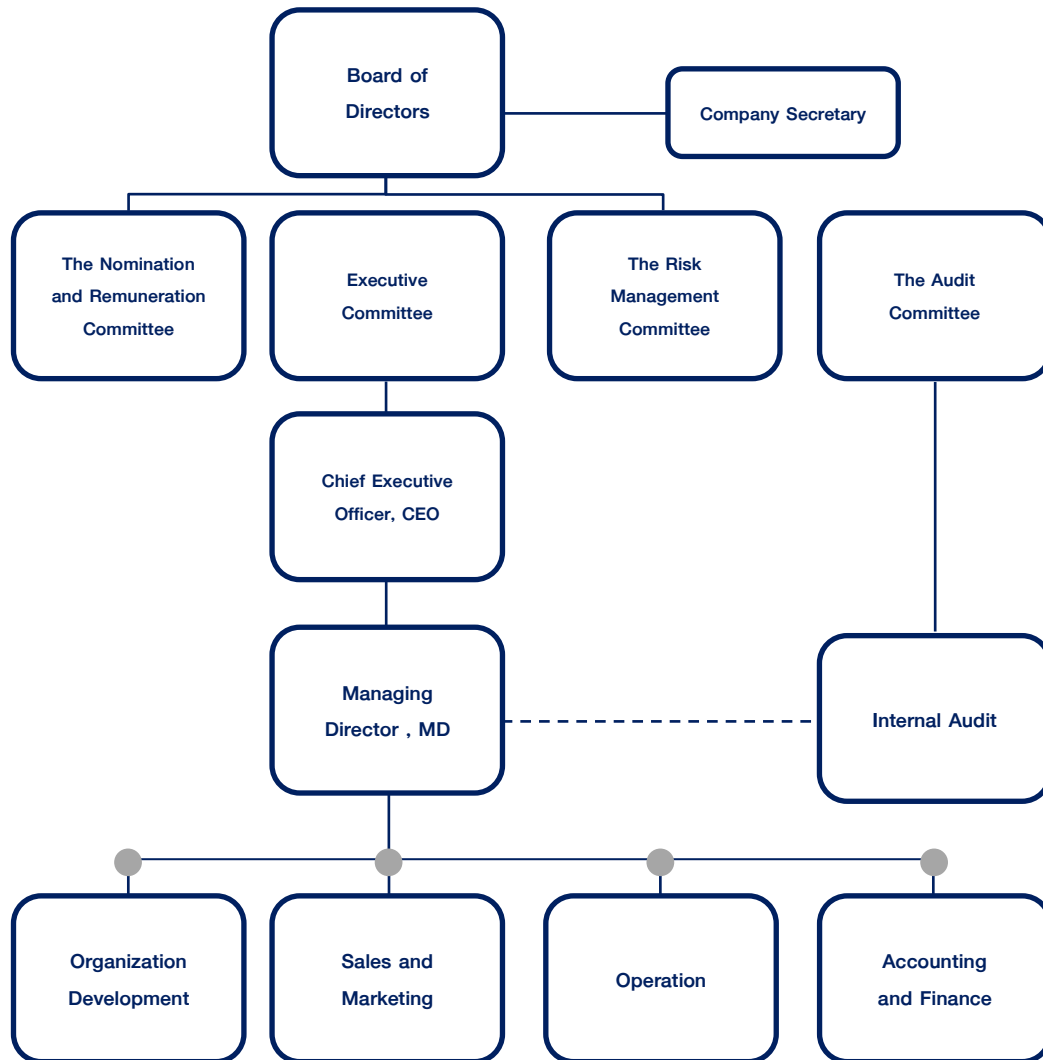 Board of
Directors
Company Secretary
The Nomination
and Remuneration
Committee
Executive
Committee
The Risk
Management
Committee
The Audit
Committee
Chief Executive
Officer, CEO
Managing
Director , MD
Internal Audit
Organization
Development
Sales and
Marketing
Operation
Accounting
and Finance